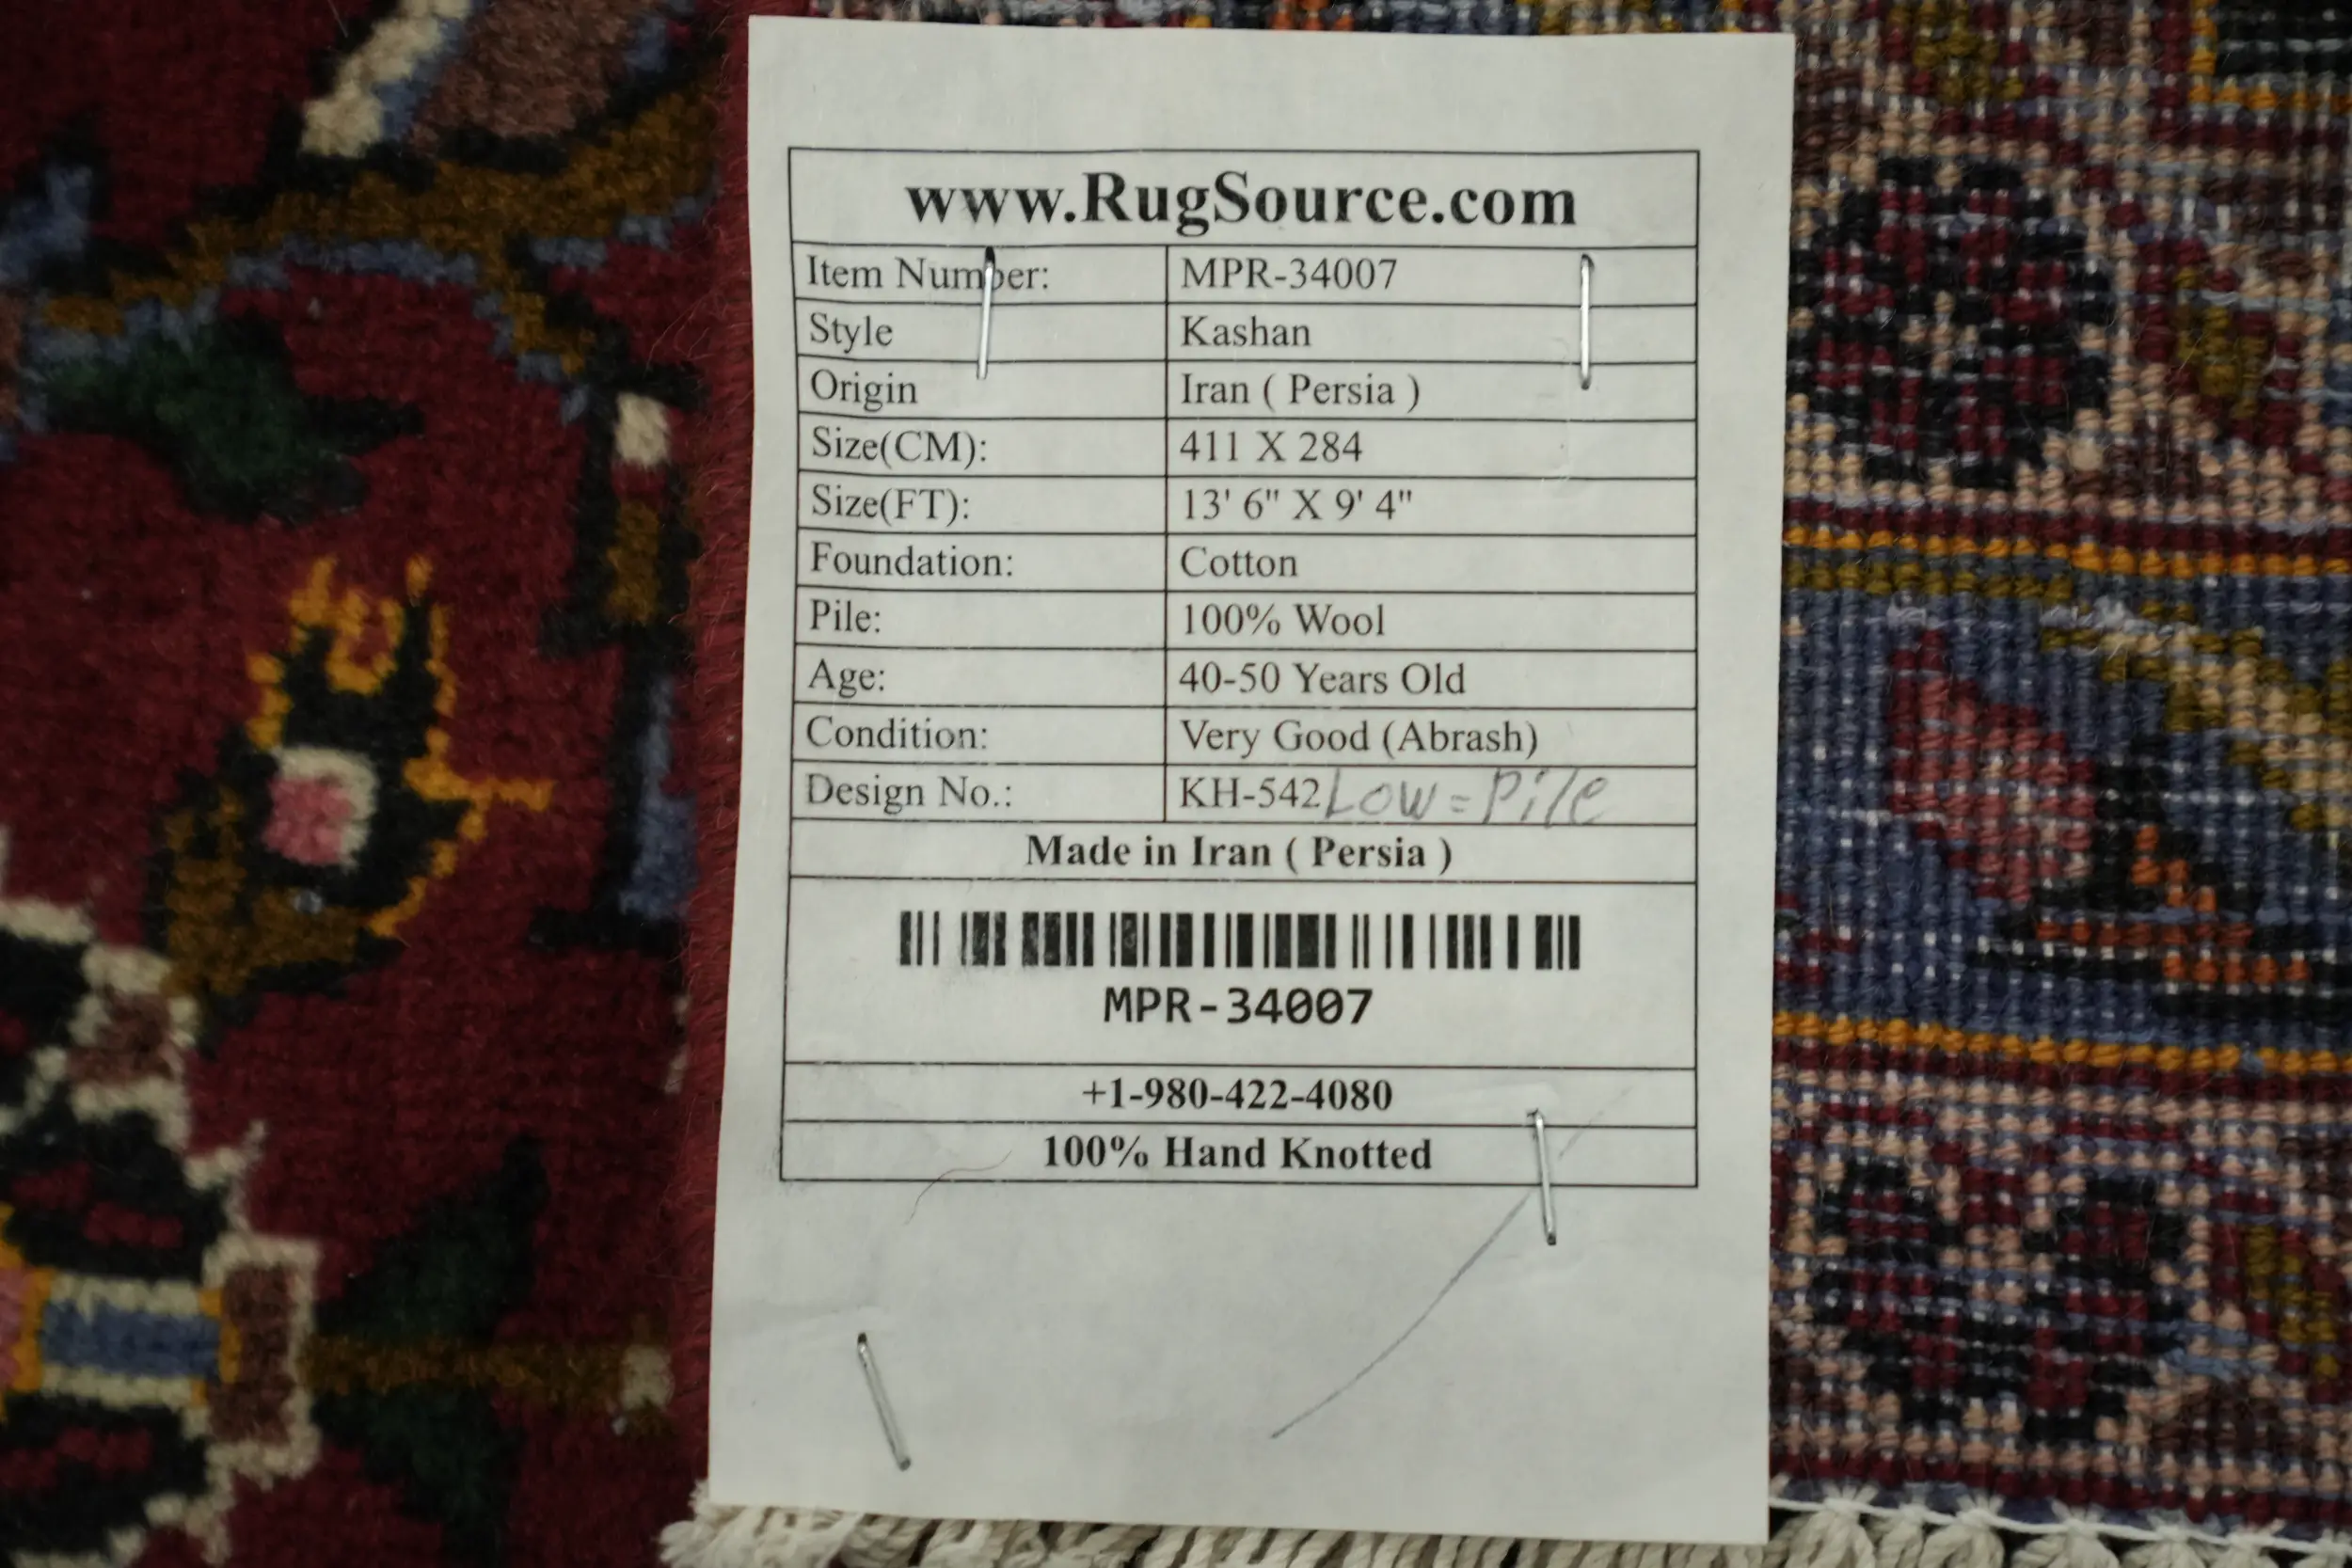 www.RugSource.com
Item Number: MPR-34007
Style Kashan
Origin Iran ( Persia )
Size(CM): 411 X 284
Size(FT): 13' 6" X 9' 4"
Foundation: Cotton
Pile: 100% Wool
Age: 40-50 Years Old
Condition: Very Good (Abrash)
Design No.: KH-542 Low = Pile
Made in Iran ( Persia )
MPR-34007
+1-980-422-4080
100% Hand Knotted